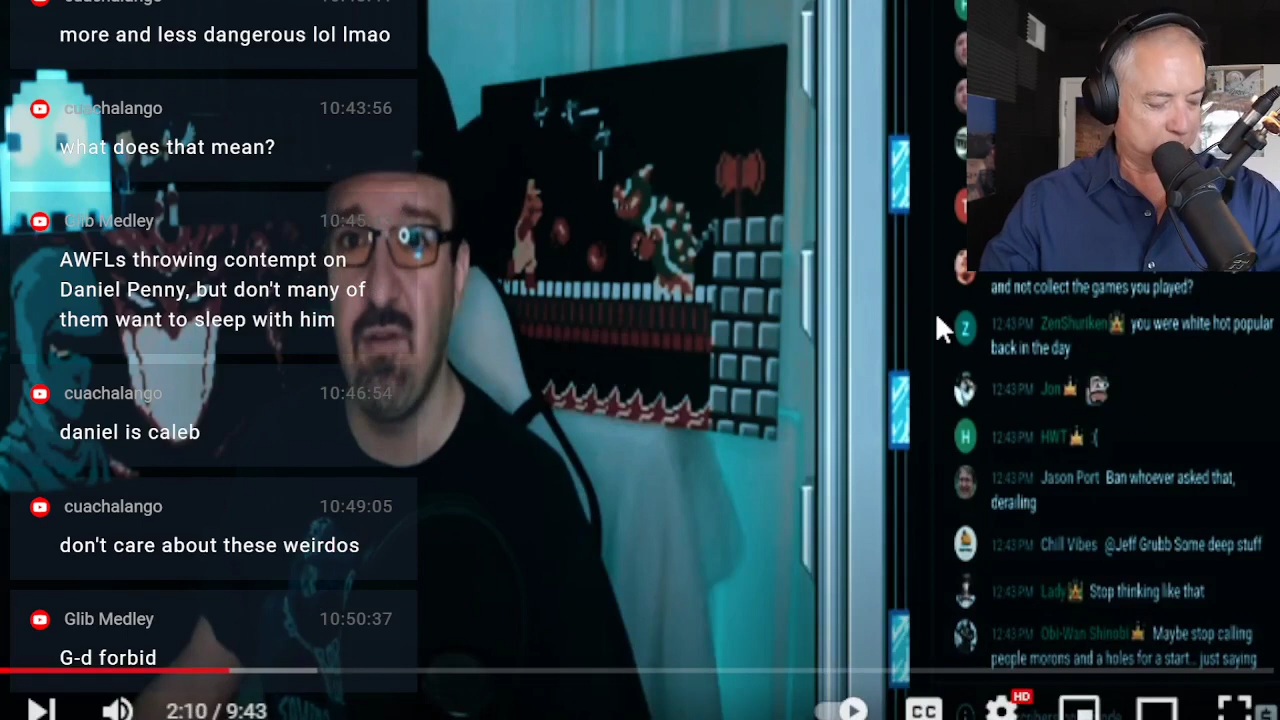 more and less dangerous lol lmao
cuachalango 10:43:56
what does that mean?
Glib Medley
AWFLs throwing contempt on
Daniel Penny, but don't many of
them want to sleep with him
cuachalango 10:46:54
daniel is caleb
cuachalango 10:49:05
don't care about these weirdos
Glib Medley 10:50:37
G-d forbid
and not collect the games you played?
Z 12:43 PM ZenShuriken you were white hot popular
back in the day
12:43 PM Jon
H 12:43 PM HWT :(
12:43 PM Jason Port Ban whoever asked that,
derailing
12:43 PM Chill Vibes @Jeff Grubb Some deep stuff
12:43 PM Lady Stop thinking like that
12:43 PM Obi-Wan Shinobi Maybe stop calling
people morons and a holes for a start... just saying
2:10 / 9:43
CC
HD